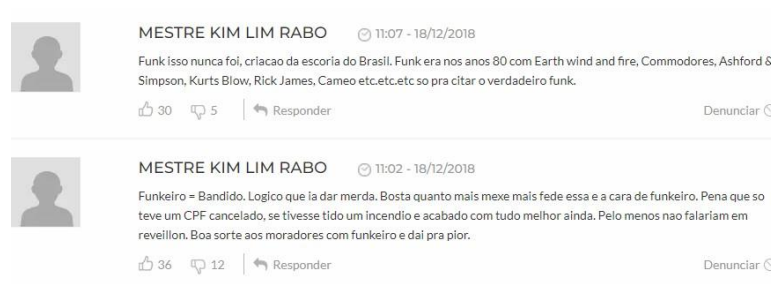 MESTRE KIM LIM RABO 11:07 - 18/12/2018
Funk isso nunca foi, criacao da escoria do Brasil. Funk era nos anos 80 com Earth wind and fire, Commodores, Ashford &
Simpson, Kurts Blow, Rick James, Cameo etc.etc.etc so pra citar o verdadeiro funk.
30 5 Responder Denunciar
MESTRE KIM LIM RABO 11:02 - 18/12/2018
Funkeiro = Bandido. Logico que ia dar merda. Bosta quanto mais mexe mais fede essa e a cara de funkeiro. Pena que so
teve um CPF cancelado, se tivesse tido um incendio e acabado com tudo melhor ainda. Pelo menos nao falariam em
reveillon. Boa sorte aos moradores com funkeiro e dai pra pior.
36 12 Responder Denunciar